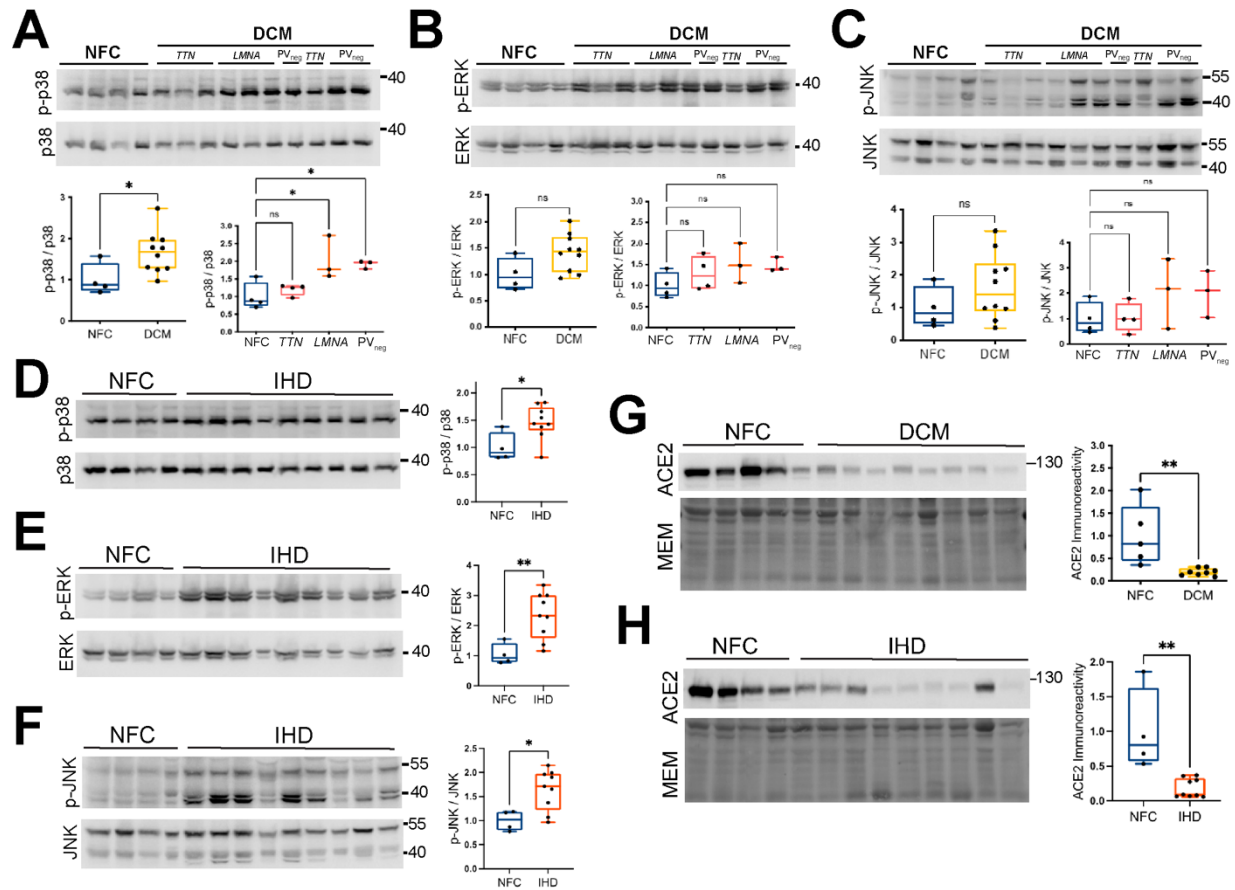 A
NFC
DCM
TTN LMNA PVneg TTN PVneg
p-p38
40
p38
40
p-p38 / p38
3
2
1
0
*
NFC DCM
p-p38 / p38
3.0
2.5
2.0
1.5
1.0
0.5
0.0
ns
*
*
NFC TTN LMNA PVneg
B
NFC
DCM
TTN LMNA PVneg TTN PVneg
p-ERK
40
ERK
40
p-ERK / ERK
2.5
2.0
1.5
1.0
0.5
0.0
ns
NFC DCM
p-ERK / ERK
3.0
2.5
2.0
1.5
1.0
0.5
0.0
ns
ns
ns
NFC TTN LMNA PVneg
C
NFC
DCM
TTN LMNA PVneg TTN PVneg
p-JNK
55
40
JNK
55
40
p-JNK / JNK
4
3
2
1
0
ns
NFC DCM
p-JNK / JNK
5
4
3
2
1
0
ns
ns
ns
NFC TTN LMNA PVneg
D
NFC
IHD
p-p38
40
p38
40
p-p38 / p38
2.0
1.5
1.0
0.5
0.0
*
NFC IHD
E
NFC
IHD
p-ERK
40
ERK
40
p-ERK / ERK
4
3
2
1
0
**
NFC IHD
F
NFC
IHD
p-JNK
55
40
JNK
55
40
p-JNK / JNK
2.5
2.0
1.5
1.0
0.5
0.0
*
NFC IHD
G
NFC
DCM
ACE2
130
MEM
ACE2 Immunoreactivity
3.0
2.5
2.0
1.5
1.0
0.5
0.0
**
NFC DCM
H
NFC
IHD
ACE2
130
MEM
ACE2 Immunoreactivity
2.0
1.5
1.0
0.5
0.0
**
NFC IHD